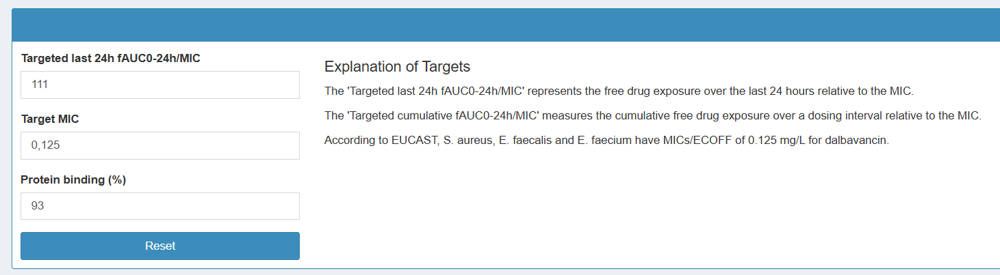 Targeted last 24h fAUC0-24h/MIC
111
Target MIC
0,125
Protein binding (%)
93
Reset
Explanation of Targets
The 'Targeted last 24h fAUC0-24h/MIC' represents the free drug exposure over the last 24 hours relative to the MIC.
The 'Targeted cumulative fAUC0-24h/MIC' measures the cumulative free drug exposure over a dosing interval relative to the MIC.
According to EUCAST, S. aureus, E. faecalis and E. faecium have MICs/ECOFF of 0.125 mg/L for dalbavancin.